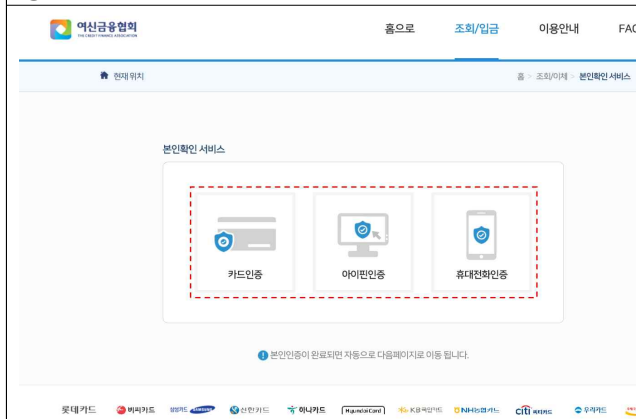 여신금융협회
THE CREDIT FINANCE ASSOCIATION
홈으로 조회/입금 이용안내 FAQ
현재 위치
홈 > 조회/이체 > 본인확인 서비스
본인확인 서비스
카드인증 아이핀인증 휴대전화인증
본인인증이 완료되면 자동으로 다음페이지로 이동 됩니다.
롯데카드 비씨카드 삼성카드 SAMSUNG 신한카드 하나카드 HyundaiCard KB국민카드 NH농협카드 citi 씨티카드 우리카드